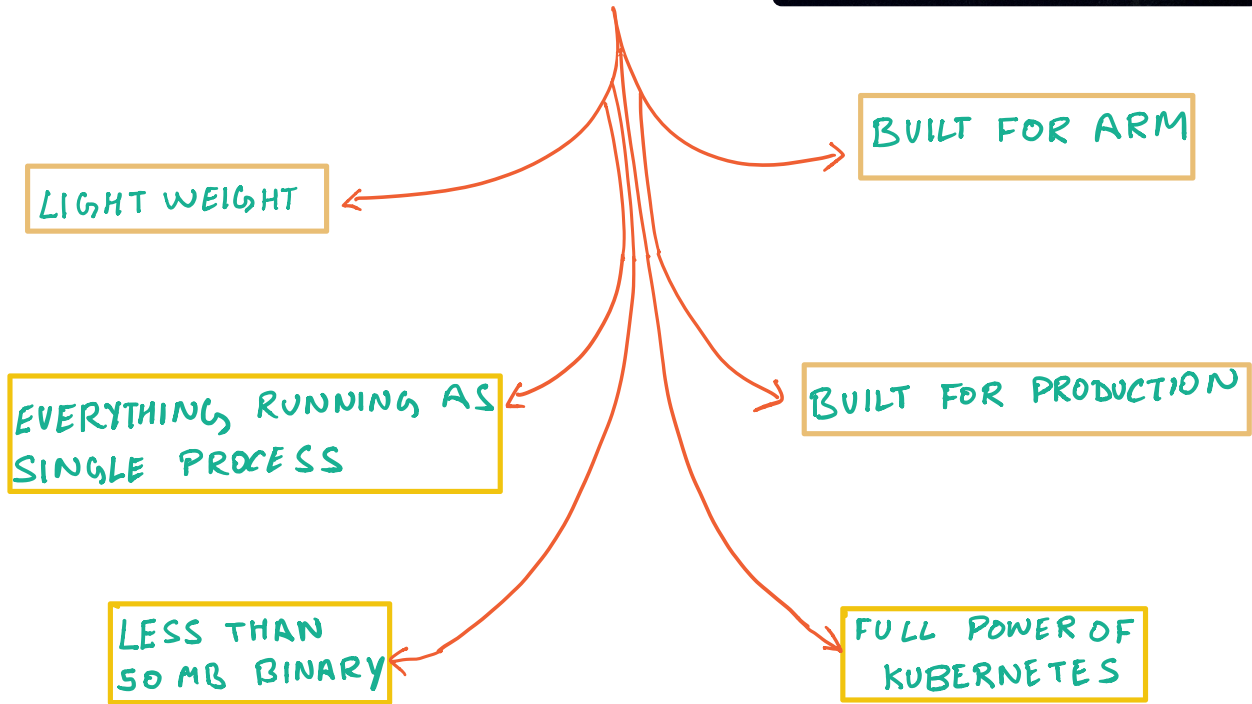 BUILT FOR ARM
LIGHT WEIGHT
EVERYTHING RUNNING AS
SINGLE PROCESS
BUILT FOR PRODUCTION
LESS THAN
50 MB BINARY
FULL POWER OF
KUBERNETES